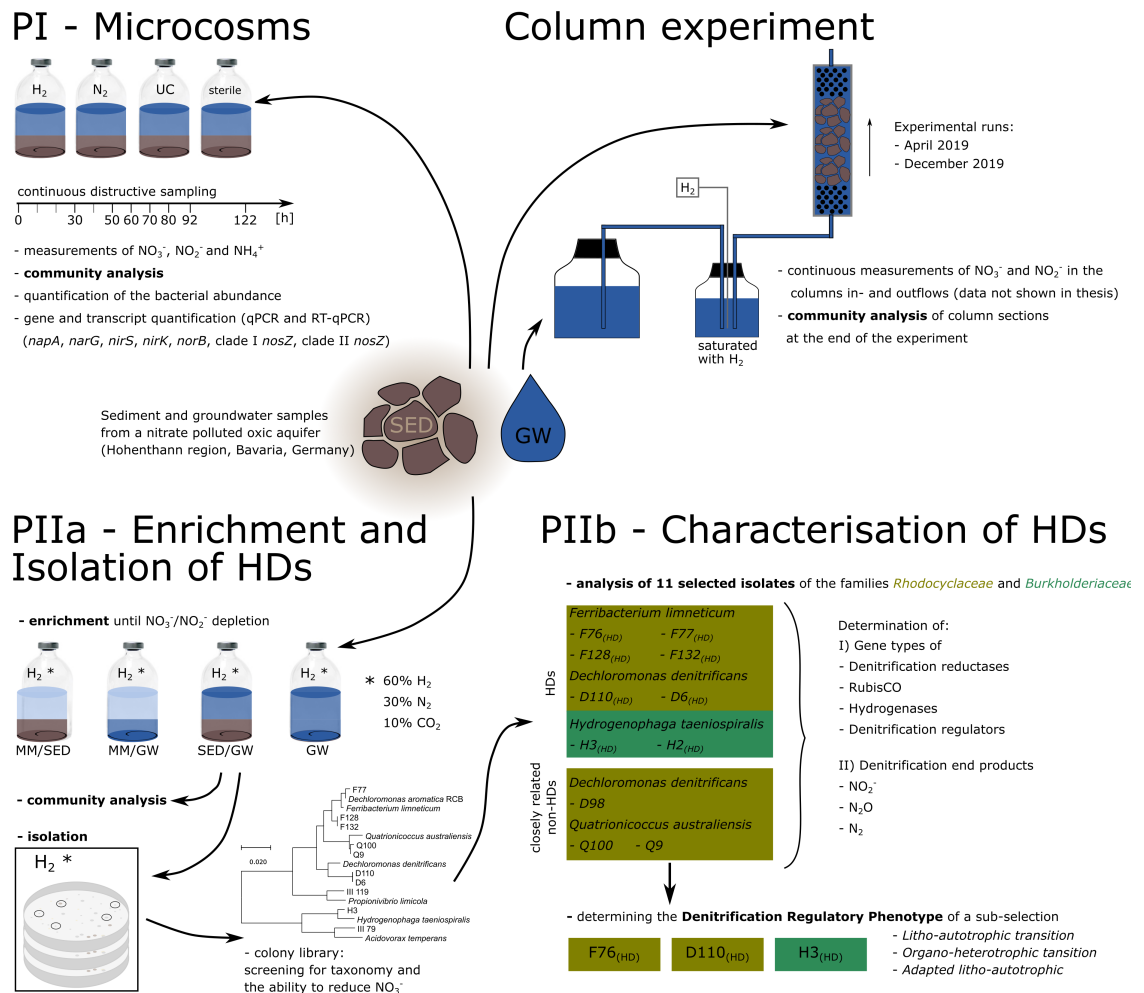 PI - Microcosms
H2
N2
UC
sterile
continuous distructive sampling
0 30 50 60 70 80 92 122 [h]
- measurements of NO3-, NO2- and NH4+
- community analysis
- quantification of the bacterial abundance
- gene and transcript quantification (qPCR and RT-qPCR)
(napA, narG, nirS, nirK, norB, clade I nosZ, clade II nosZ)
Column experiment
Experimental runs:
- April 2019
- December 2019
H2
saturated
with H2
- continuous measurements of NO3- and NO2- in the
columns in- and outflows (data not shown in thesis)
- community analysis of column sections
at the end of the experiment
Sediment and groundwater samples
from a nitrate polluted oxic aquifer
(Hohenthann region, Bavaria, Germany)
SED
GW
PIIa - Enrichment and
Isolation of HDs
- enrichment until NO3-/NO2- depletion
H2 *
H2 *
H2 *
H2 *
MM/SED
MM/GW
SED/GW
GW
* 60% H2
30% N2
10% CO2
- community analysis
- isolation
H2 *
0.020
F77
Dechloromonas aromatica RCB
Ferribacterium limneticum
F128
F132
Quatrionicoccus australiensis
Q100
Q9
Dechloromonas denitrificans
D110
D6
III 119
Propionivibrio limicola
H3
Hydrogenophaga taeniospiralis
III 79
Acidovorax temperans
- colony library:
screening for taxonomy and
the ability to reduce NO3-
PIIb - Characterisation of HDs
- analysis of 11 selected isolates of the families Rhodocyclaceae and Burkholderiaceae
HDs
Ferribacterium limneticum
- F76(HD) - F77(HD)
- F128(HD) - F132(HD)
Dechloromonas denitrificans
- D110(HD) - D6(HD)
Hydrogenophaga taeniospiralis
- H3(HD) - H2(HD)
closely related
non-HDs
Dechloromonas denitrificans
- D98
Quatrionicoccus australiensis
- Q100 - Q9
Determination of:
I) Gene types of
- Denitrification reductases
- RubisCO
- Hydrogenases
- Denitrification regulators
II) Denitrification end products
- NO2-
- N2O
- N2
- determining the Denitrification Regulatory Phenotype of a sub-selection
F76(HD)
D110(HD)
H3(HD)
- Litho-autotrophic transition
- Organo-heterotrophic tansition
- Adapted litho-autotrophic